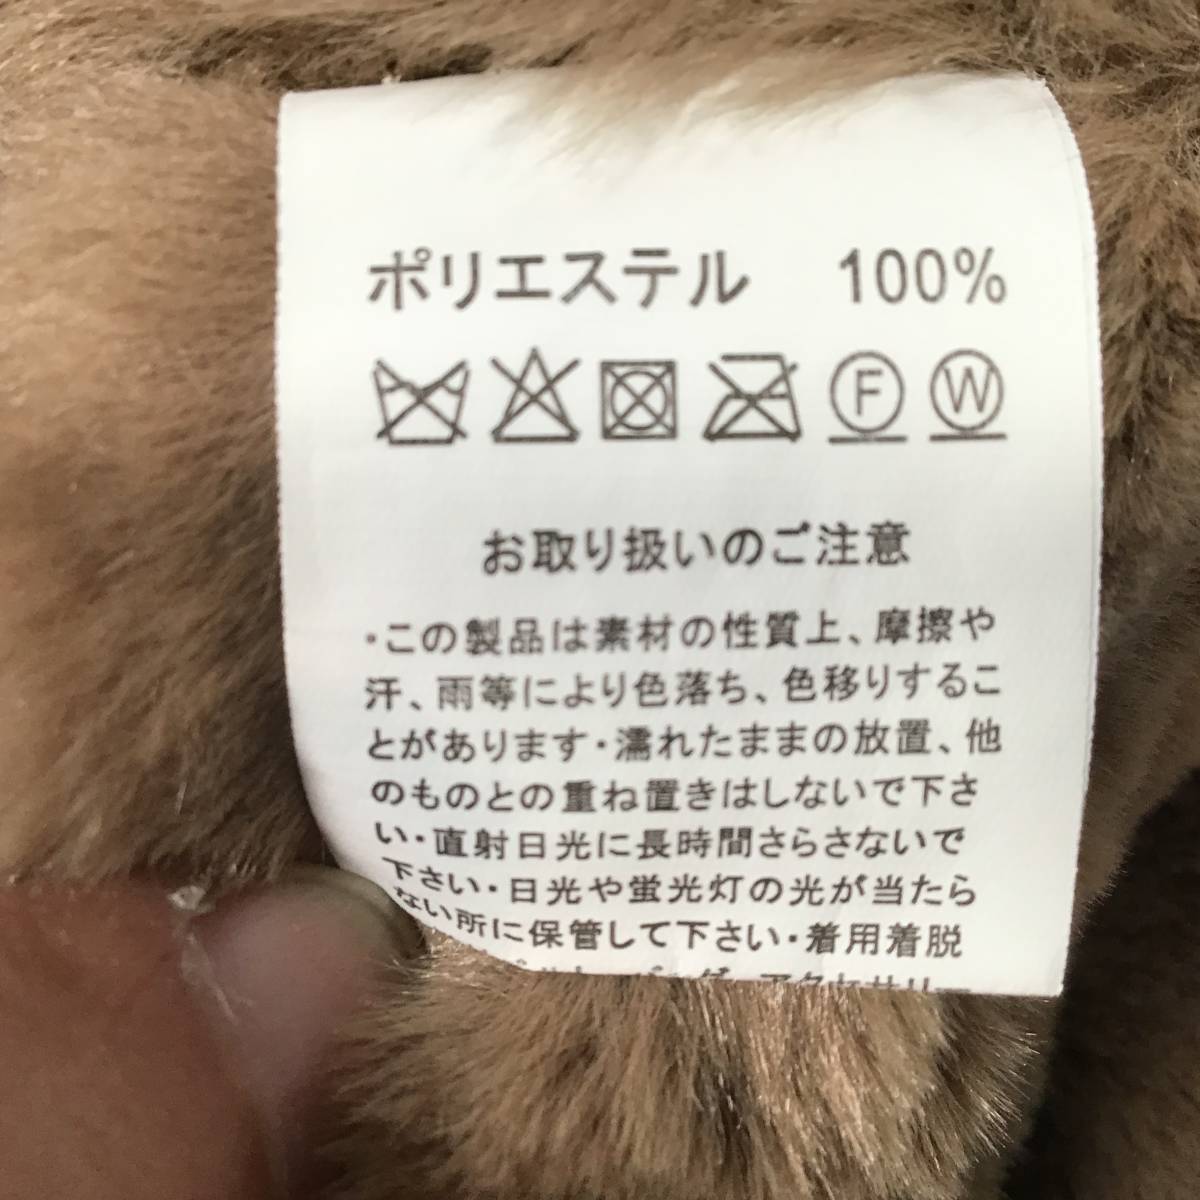 ポリエステル 100%
F W
お取り扱いのご注意
・この製品は素材の性質上、摩擦や
汗、雨等により色落ち、色移りするこ
とがあります・濡れたままの放置、他
のものとの重ね置きはしないで下さ
い・直射日光に長時間さらさないで
下さい・日光や蛍光灯の光が当たら
ない所に保管して下さい・着用着脱
アクセサリー